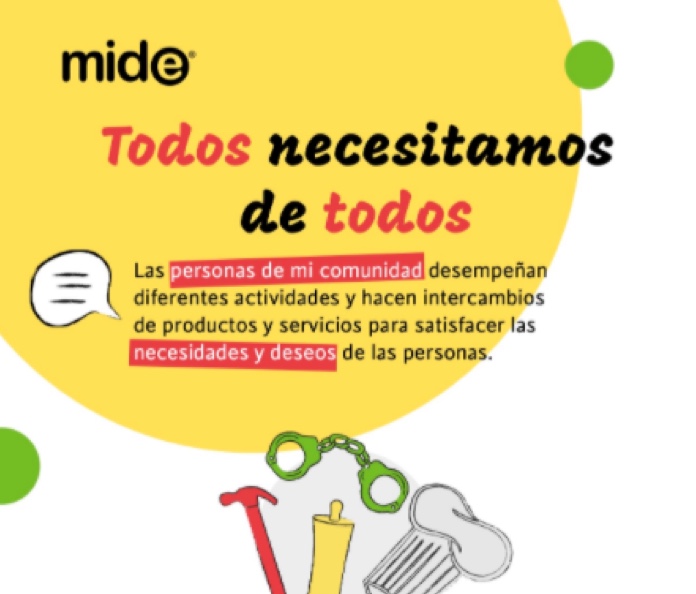 mide®
Todos necesitamos
de todos
Las personas de mi comunidad desempeñan
diferentes actividades y hacen intercambios
de productos y servicios para satisfacer las
necesidades y deseos de las personas.